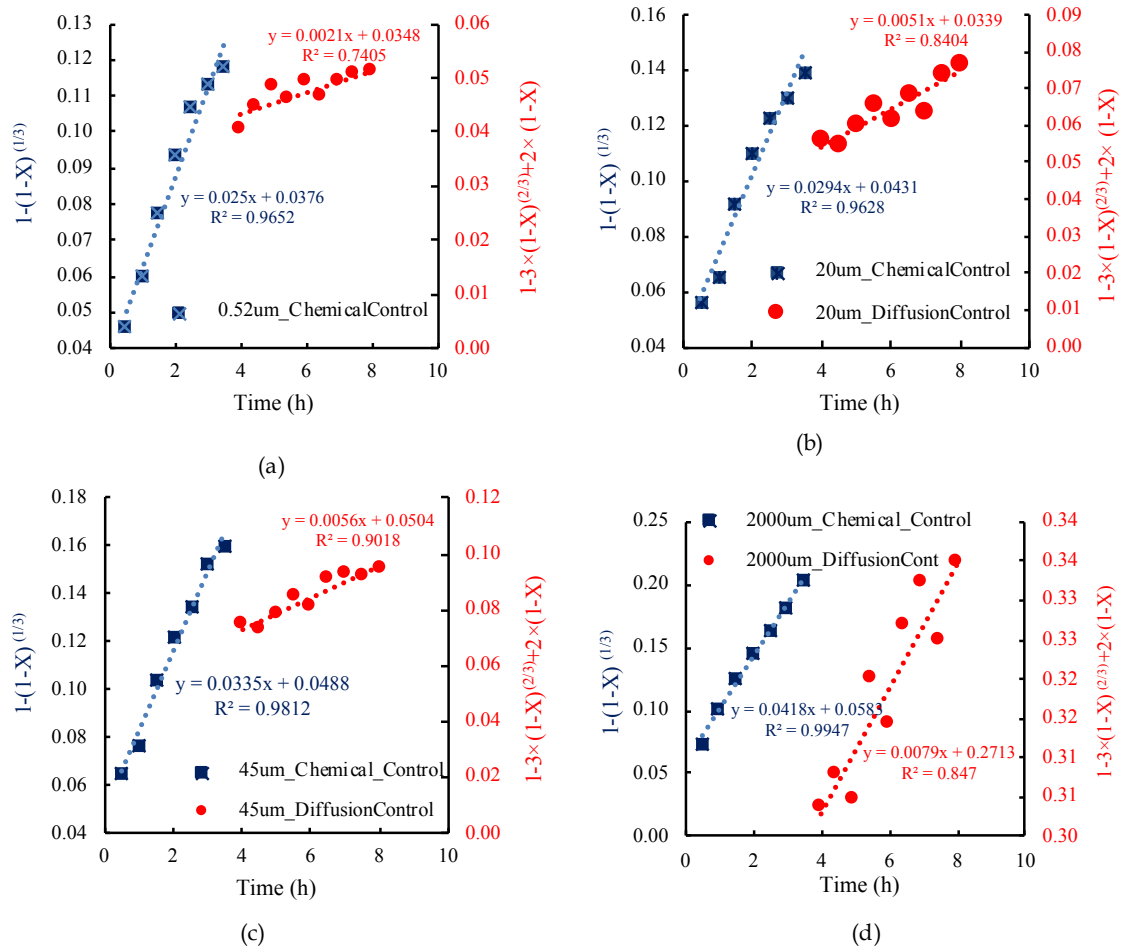 1-(1-X) (1/3)
0.13
0.12
0.11
0.10
0.09
0.08
0.07
0.06
0.05
0.04
y = 0.0021x + 0.0348
R² = 0.7405
y = 0.025x + 0.0376
R² = 0.9652
0.52um_ChemicalControl
0.06
0.05
0.04
0.03
0.02
0.01
0.00
1-3×(1-X)(2/3)+2× (1-X)
0 2 4 6 8 10
Time (h)
(a)
1-(1-X) (1/3)
0.16
0.14
0.12
0.10
0.08
0.06
0.04
y = 0.0051x + 0.0339
R² = 0.8404
y = 0.0294x + 0.0431
R² = 0.9628
20um_ChemicalControl
20um_DiffusionControl
0.09
0.08
0.07
0.06
0.05
0.04
0.03
0.02
0.01
0.00
1-3×(1-X)(2/3)+2× (1-X)
0 2 4 6 8 10
Time (h)
(b)
1-(1-X) (1/3)
0.18
0.16
0.14
0.12
0.10
0.08
0.06
0.04
y = 0.0056x + 0.0504
R² = 0.9018
y = 0.0335x + 0.0488
R² = 0.9812
45um_Chemical_Control
45um_DiffusionControl
0.12
0.10
0.08
0.06
0.04
0.02
0.00
1-3×(1-X)(2/3)+2×(1-X)
0 2 4 6 8 10
Time (h)
(c)
1-(1-X) (1/3)
0.25
0.20
0.15
0.10
0.05
0.00
2000um_Chemical_Control
2000um_DiffusionCont
y = 0.0418x + 0.0583
R² = 0.9947
y = 0.0079x + 0.2713
R² = 0.847
0.34
0.34
0.33
0.33
0.32
0.32
0.31
0.31
0.30
1-3×(1-X) (2/3)+2×(1-X)
0 2 4 6 8 10
Time (h)
(d)